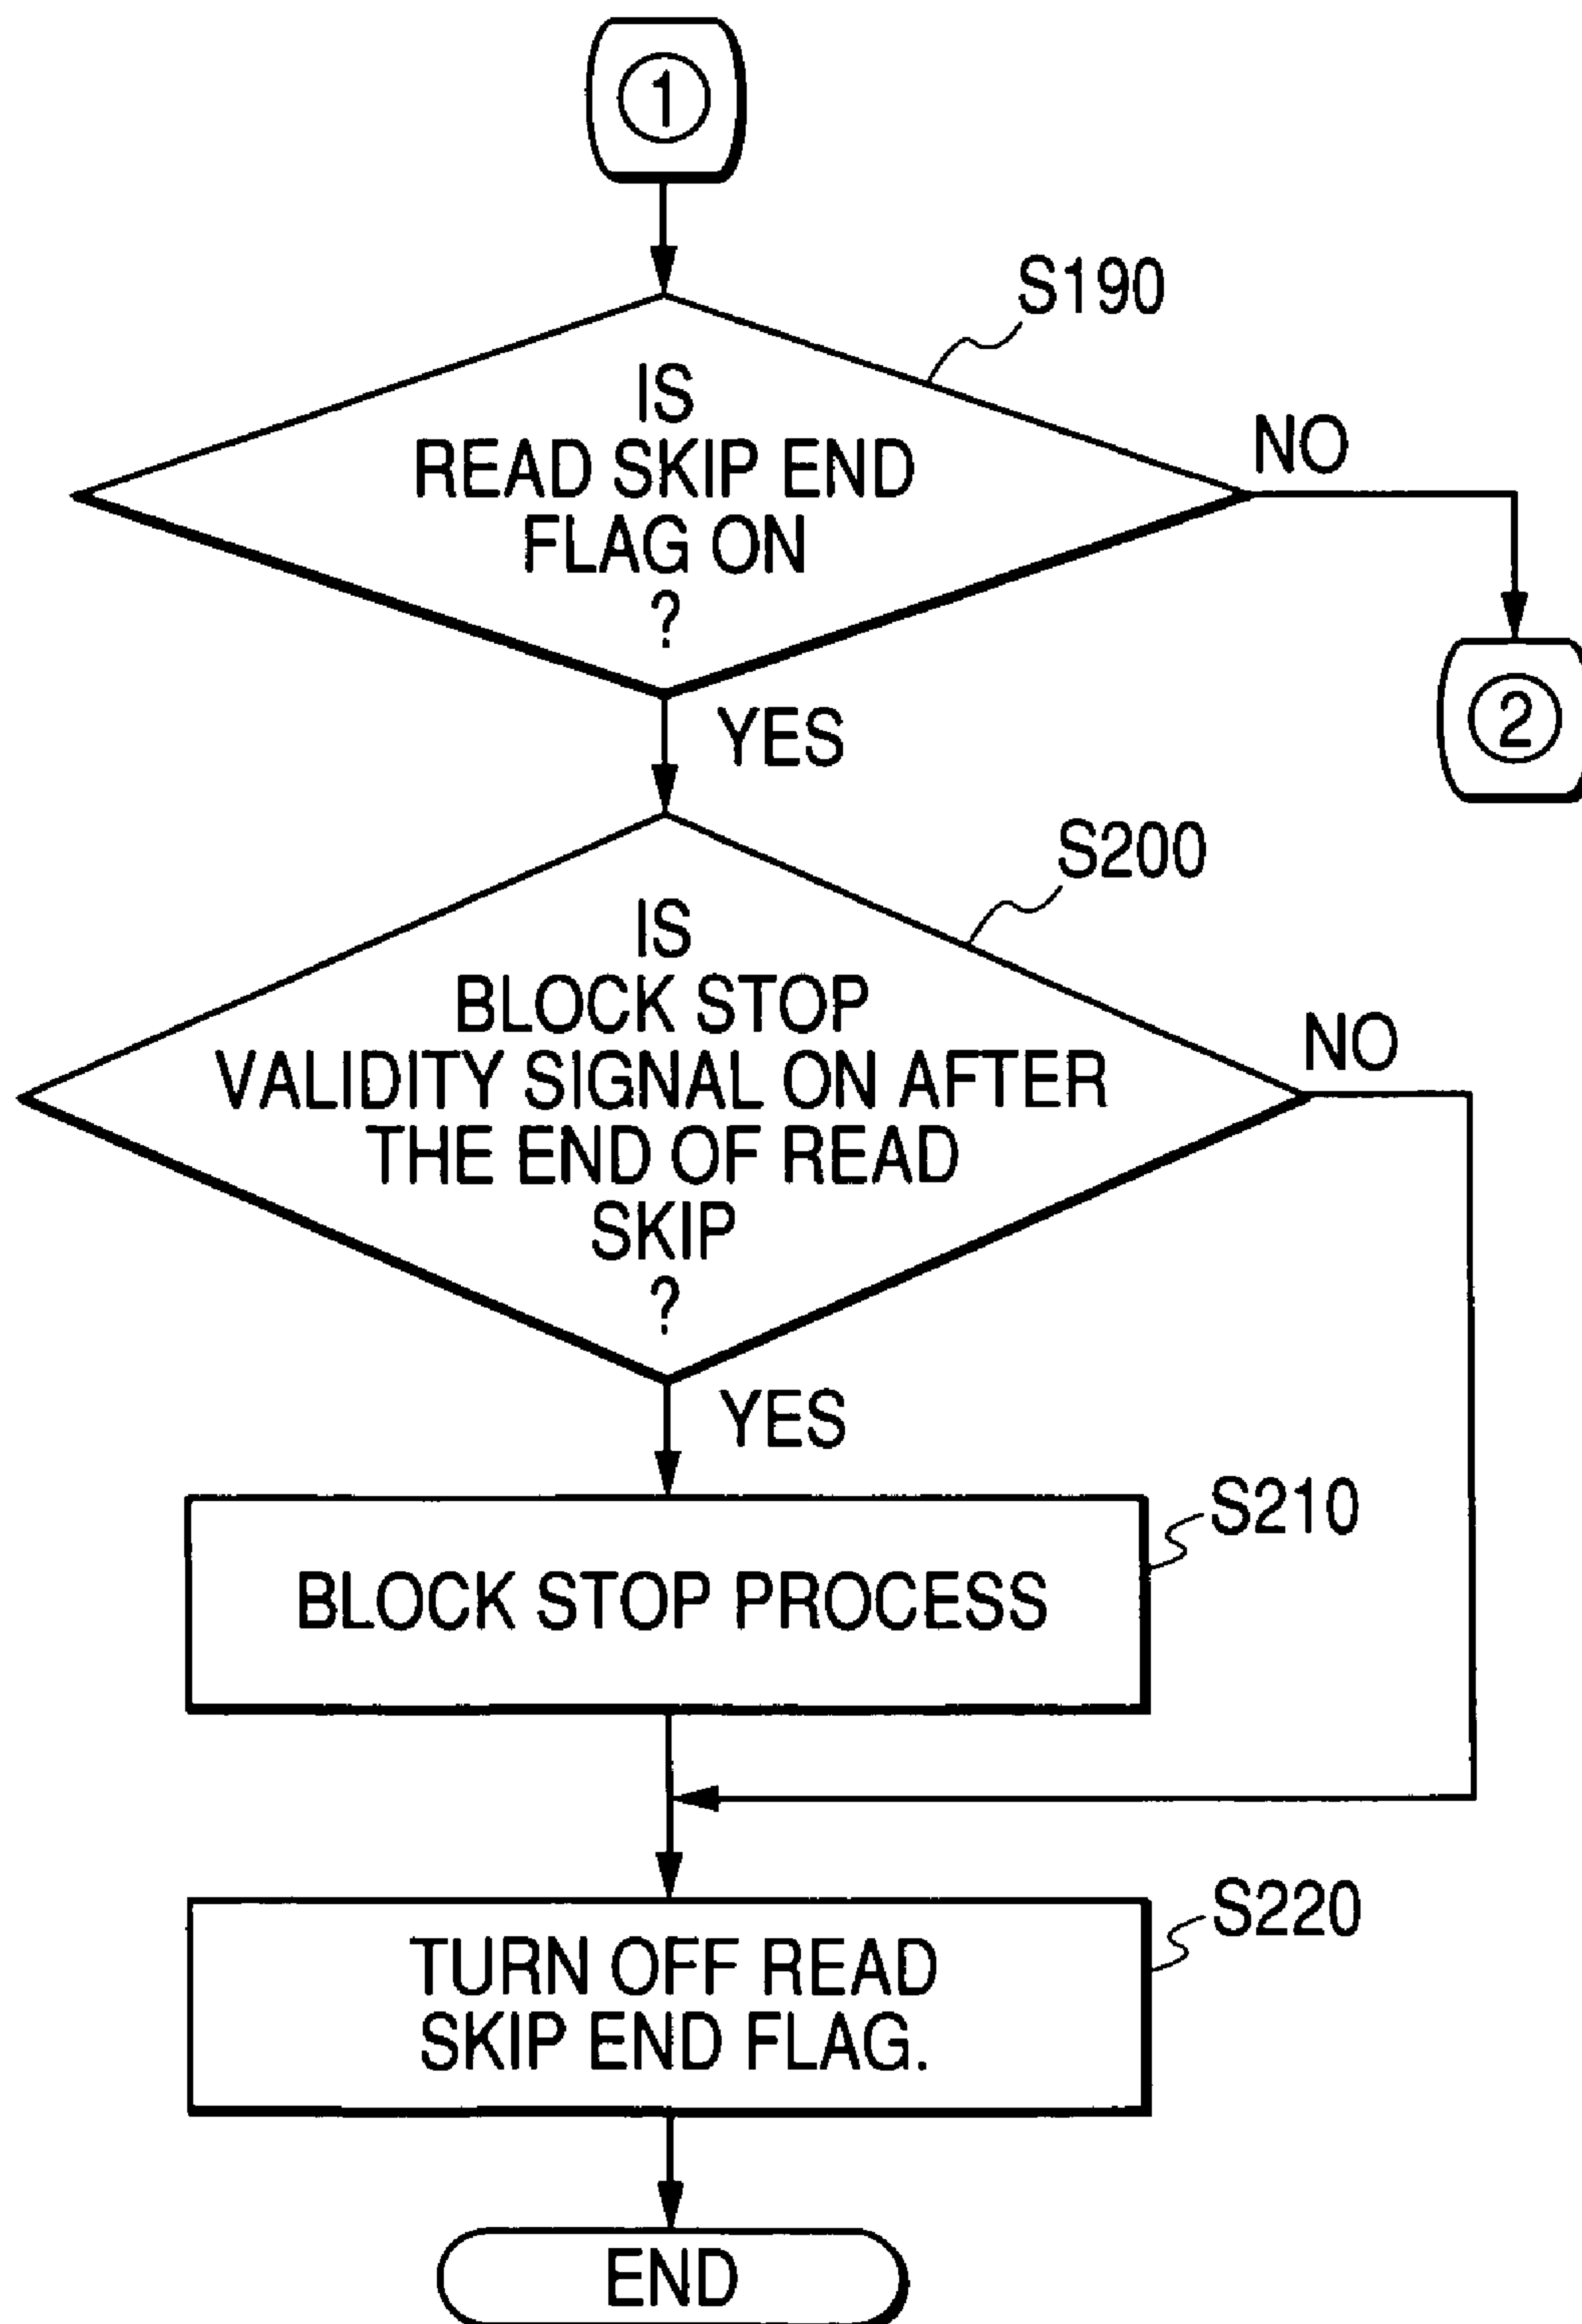 1
S190
IS
READ SKIP END
FLAG ON
?
NO
2
YES
S200
IS
BLOCK STOP
VALIDITY SIGNAL ON AFTER
THE END OF READ
SKIP
?
NO
YES
S210
BLOCK STOP PROCESS
S220
TURN OFF READ
SKIP END FLAG.
END